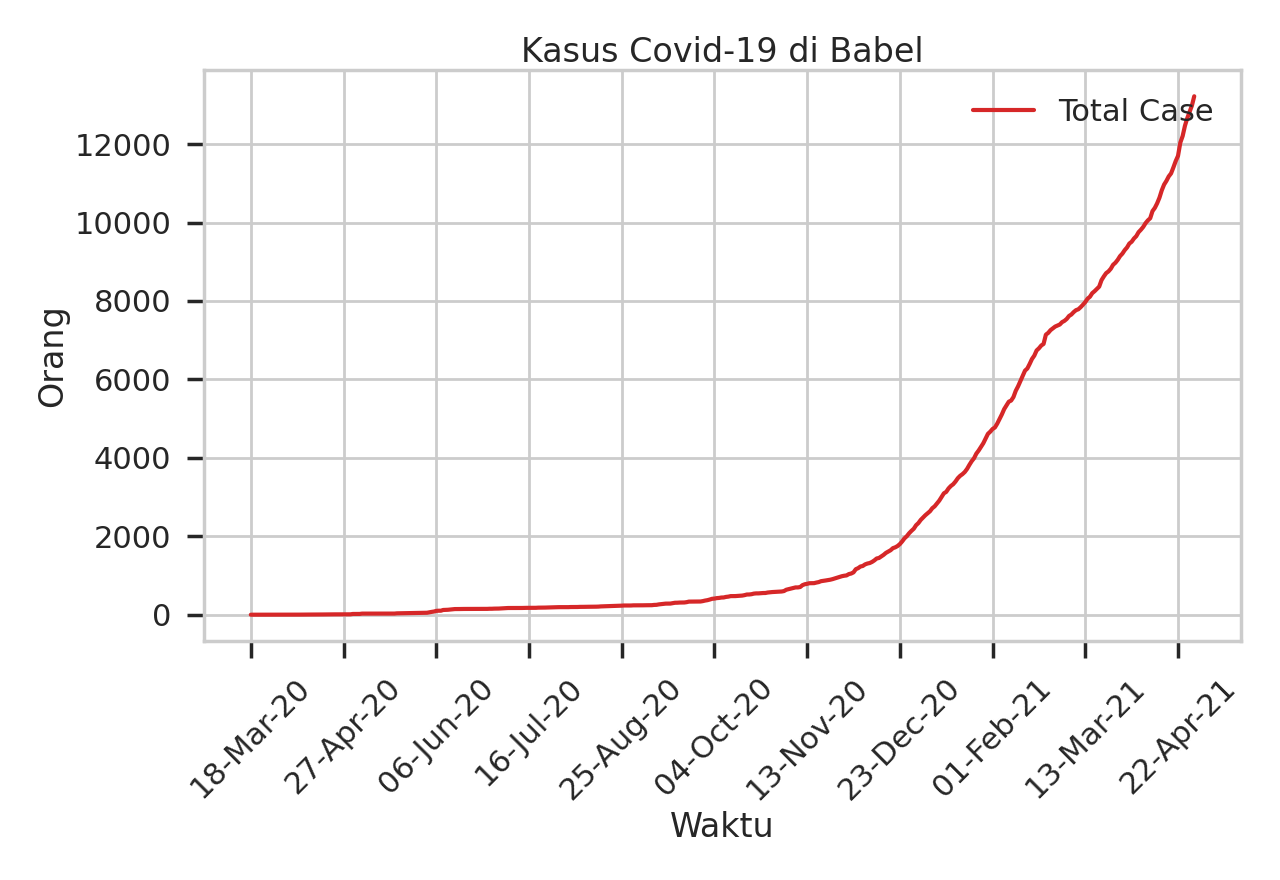 Kasus Covid-19 di Babel
Total Case
12000
10000
8000
6000
4000
2000
0
Orang
18-Mar-20
27-Apr-20
06-Jun-20
16-Jul-20
25-Aug-20
04-Oct-20
13-Nov-20
23-Dec-20
01-Feb-21
13-Mar-21
22-Apr-21
Waktu